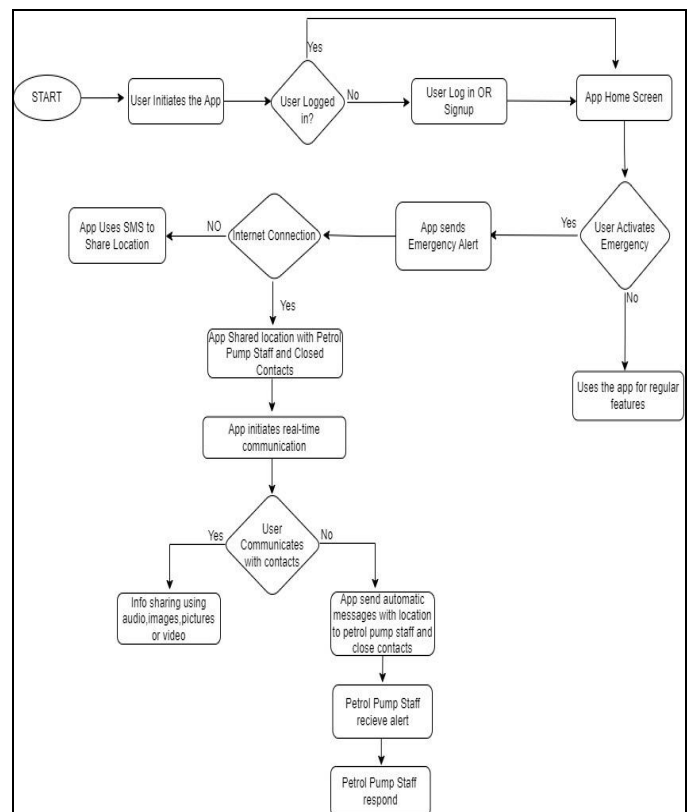 Yes
START
User Initiates the App
User Logged
in?
No
User Log in OR
Signup
App Home Screen
App Uses SMS to
Share Location
NO
Internet Connection
App sends
Emergency Alert
Yes
User Activates
Emergency
Yes
No
App Shared location with Petrol
Pump Staff and Closed
Contacts
Uses the app for regular
features
App initiates real-time
communication
Yes
User
Communicates
with contacts
No
Info sharing using
audio,images,pictures
or video
App send automatic
messages with location
to petrol pump staff and
close contacts
Petrol Pump Staff
recieve alert
Petrol Pump Staff
respond